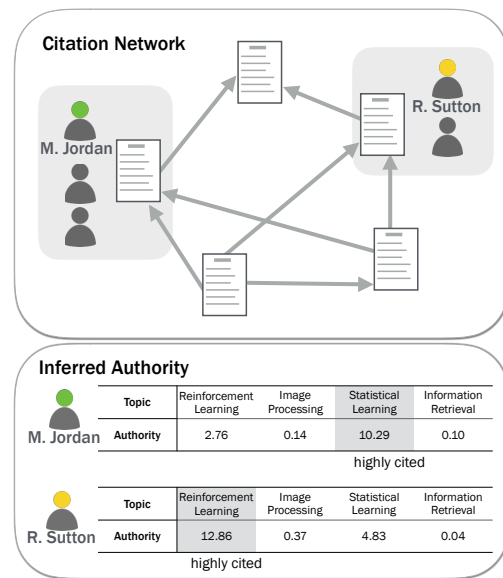 Citation Network
M. Jordan
R. Sutton
Inferred Authority
M. Jordan
Topic
Reinforcement Learning
Image Processing
Statistical Learning
Information Retrieval
Authority 2.76 0.14 10.29 0.10
highly cited
R. Sutton
Topic
Reinforcement Learning
Image Processing
Statistical Learning
Information Retrieval
Authority 12.86 0.37 4.83 0.04
highly cited